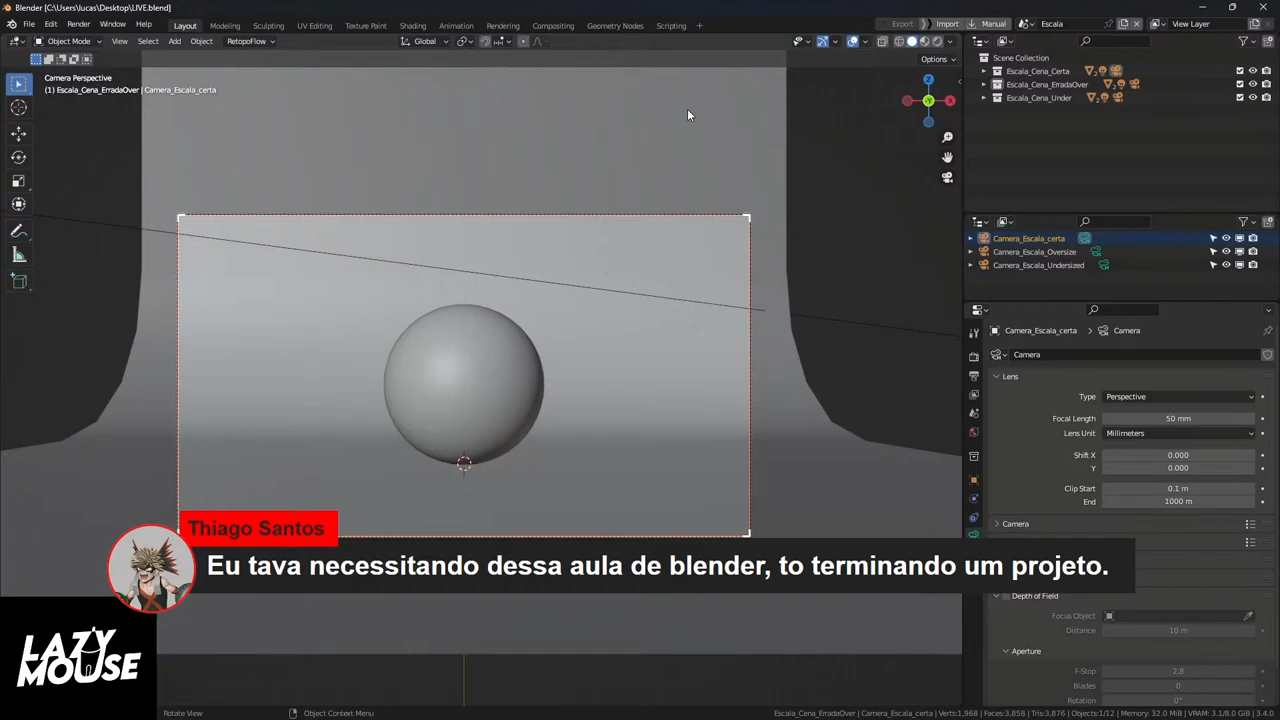 Blender [C:\Users\lucas\Desktop\LIVE.blend]
File Edit Render Window Help Layout Modeling Sculpting UV Editing Texture Paint Shading Animation Rendering Compositing Geometry Nodes Scripting + Export Import Manual Escala View Layer
Object Mode View Select Add Object RetopoFlow Global
Options
Camera Perspective
(1) Escala_Cena_ErradaOver | Camera_Escala_certa
Z
-Y
X
Scene Collection
Escala_Cena_Certa 2
Escala_Cena_ErradaOver 2
Escala_Cena_Under 2
Camera_Escala_certa
Camera_Escala_Oversize
Camera_Escala_Undersized
Camera_Escala_certa > Camera
Camera
Lens
Type Perspective
Focal Length 50 mm
Lens Unit Millimeters
Shift X 0.000
Y 0.000
Clip Start 0.1 m
End 1000 m
Camera
Depth of Field
Focus Object
Distance 10 m
Aperture
F-Stop 2.8
Blades 0
Rotation 0°
Thiago Santos
Eu tava necessitando dessa aula de blender, to terminando um projeto.
LAZY
MOUSE
Rotate View Object Context Menu Escala_Cena_ErradaOver | Camera_Escala_certa | Verts:1,968 | Faces:3,858 | Tris:3,876 | Objects:1/12 | Memory: 32.0 MiB | VRAM: 3.1/8.0 GiB | 3.4.0